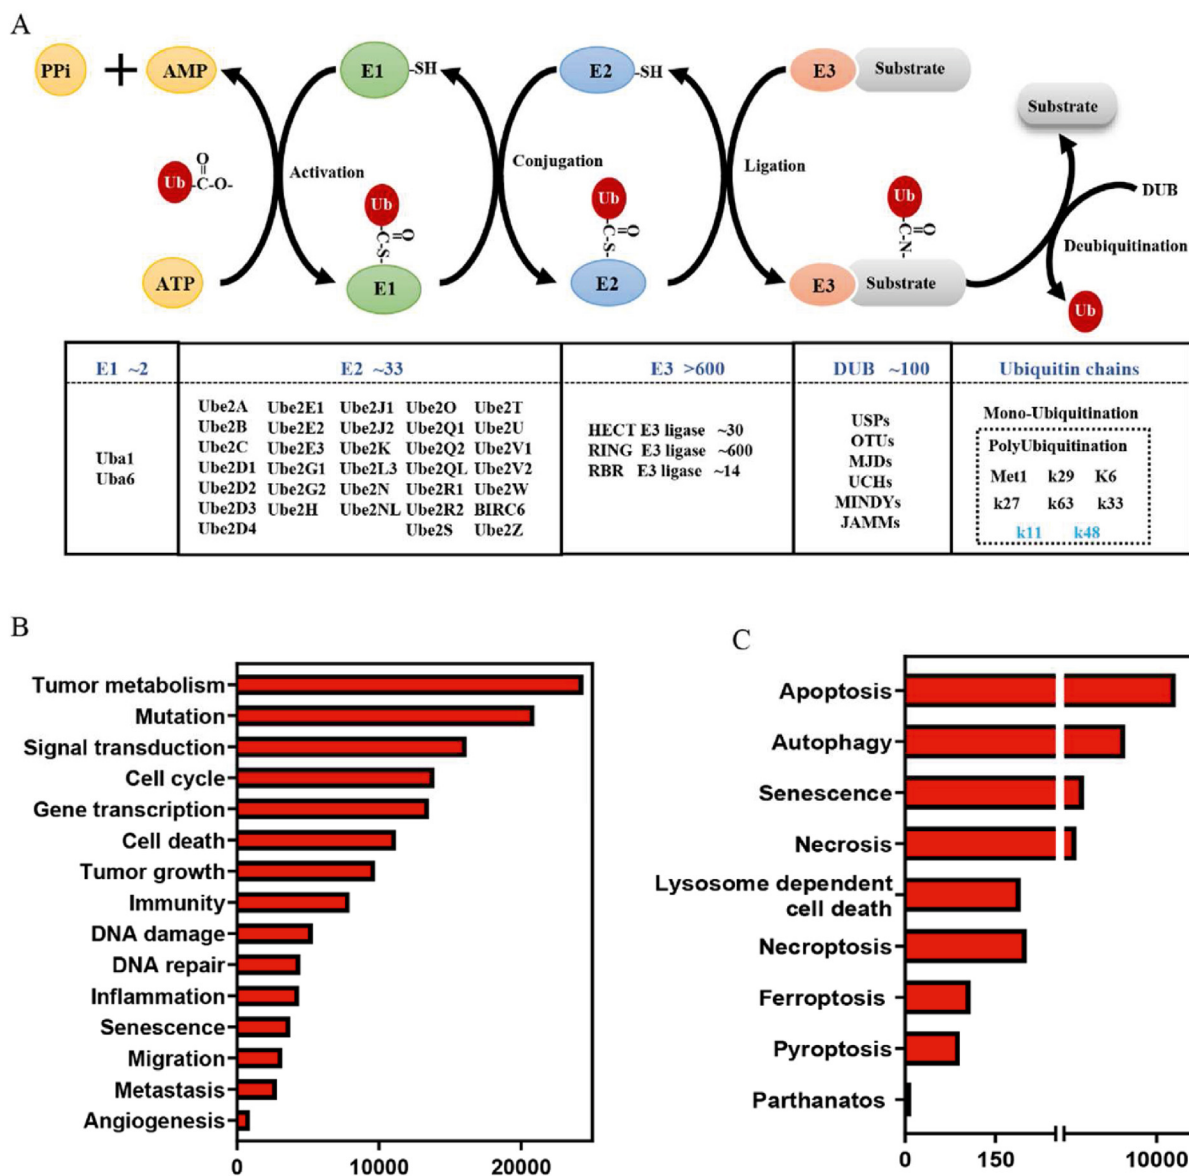 A
PPi + AMP E1 -SH E2 -SH E3 Substrate
Substrate
Ub -C-O- O
Activation
Conjugation
Ligation
DUB
Ub Ub Ub
C O C O C O
S S N
Deubiquitination
ATP E1 E2 E3 Substrate
Ub
E1 ~2 E2 ~33 E3 >600 DUB ~100 Ubiquitin chains
Uba1
Uba6
Ube2A Ube2E1 Ube2J1 Ube2O Ube2T
Ube2B Ube2E2 Ube2J2 Ube2Q1 Ube2U
Ube2C Ube2E3 Ube2K Ube2Q2 Ube2V1
Ube2D1 Ube2G1 Ube2L3 Ube2QL Ube2V2
Ube2D2 Ube2G2 Ube2N Ube2R1 Ube2W
Ube2D3 Ube2H Ube2NL Ube2R2 BIRC6
Ube2D4 Ube2S Ube2Z
HECT E3 ligase ~30
RING E3 ligase ~600
RBR E3 ligase ~14
USPs
OTUs
MJDs
UCHs
MINDYs
JAMMs
Mono-Ubiquitination
PolyUbiquitination
Met1 k29 K6
k27 k63 k33
k11 k48
B
Tumor metabolism
Mutation
Signal transduction
Cell cycle
Gene transcription
Cell death
Tumor growth
Immunity
DNA damage
DNA repair
Inflammation
Senescence
Migration
Metastasis
Angiogenesis
0 10000 20000
C
Apoptosis
Autophagy
Senescence
Necrosis
Lysosome dependent
cell death
Necroptosis
Ferroptosis
Pyroptosis
Parthanatos
0 150 10000